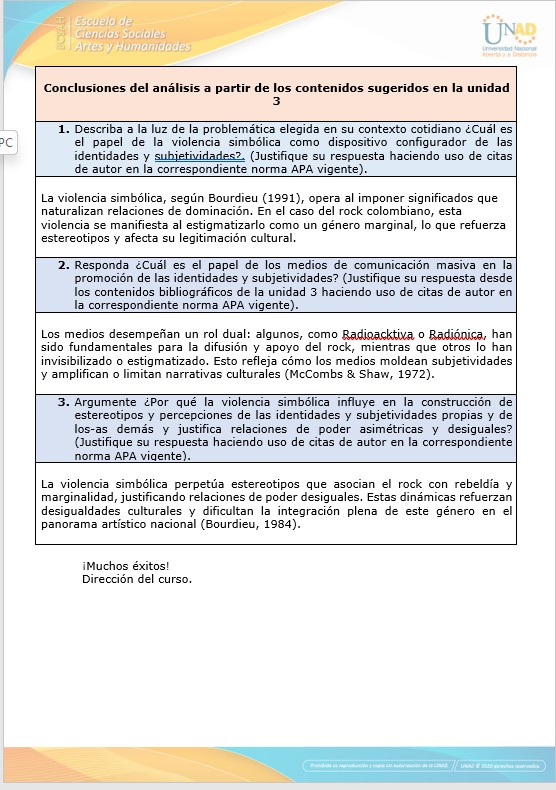 ECSAH
Escuela de
Ciencias Sociales
Artes y Humanidades
UNAD
Universidad Nacional
Abierta y a Distancia
Conclusiones del análisis a partir de los contenidos sugeridos en la unidad
3
PC
1. Describa a la luz de la problemática elegida en su contexto cotidiano ¿Cuál es
el papel de la violencia simbólica como dispositivo configurador de las
identidades y subjetividades?. (Justifique su respuesta haciendo uso de citas
de autor en la correspondiente norma APA vigente).
La violencia simbólica, según Bourdieu (1991), opera al imponer significados que
naturalizan relaciones de dominación. En el caso del rock colombiano, esta
violencia se manifiesta al estigmatizarlo como un género marginal, lo que refuerza
estereotipos y afecta su legitimación cultural.
2. Responda ¿Cuál es el papel de los medios de comunicación masiva en la
promoción de las identidades y subjetividades? (Justifique su respuesta desde
los contenidos bibliográficos de la unidad 3 haciendo uso de citas de autor en
la correspondiente norma APA vigente).
Los medios desempeñan un rol dual: algunos, como Radioacktiva o Radiónica, han
sido fundamentales para la difusión y apoyo del rock, mientras que otros lo han
invisibilizado o estigmatizado. Esto refleja cómo los medios moldean subjetividades
y amplifican o limitan narrativas culturales (McCombs & Shaw, 1972).
3. Argumente ¿Por qué la violencia simbólica influye en la construcción de
estereotipos y percepciones de las identidades y subjetividades propias y de
los-as demás y justifica relaciones de poder asimétricas y desiguales?
(Justifique su respuesta haciendo uso de citas de autor en la correspondiente
norma APA vigente).
La violencia simbólica perpetúa estereotipos que asocian el rock con rebeldía y
marginalidad, justificando relaciones de poder desiguales. Estas dinámicas refuerzan
desigualdades culturales y dificultan la integración plena de este género en el
panorama artístico nacional (Bourdieu, 1984).
¡Muchos éxitos!
Dirección del curso.
Prohibida su reproducción y copia sin autorización de la UNAD
UNAD © 2020 derechos reservados.